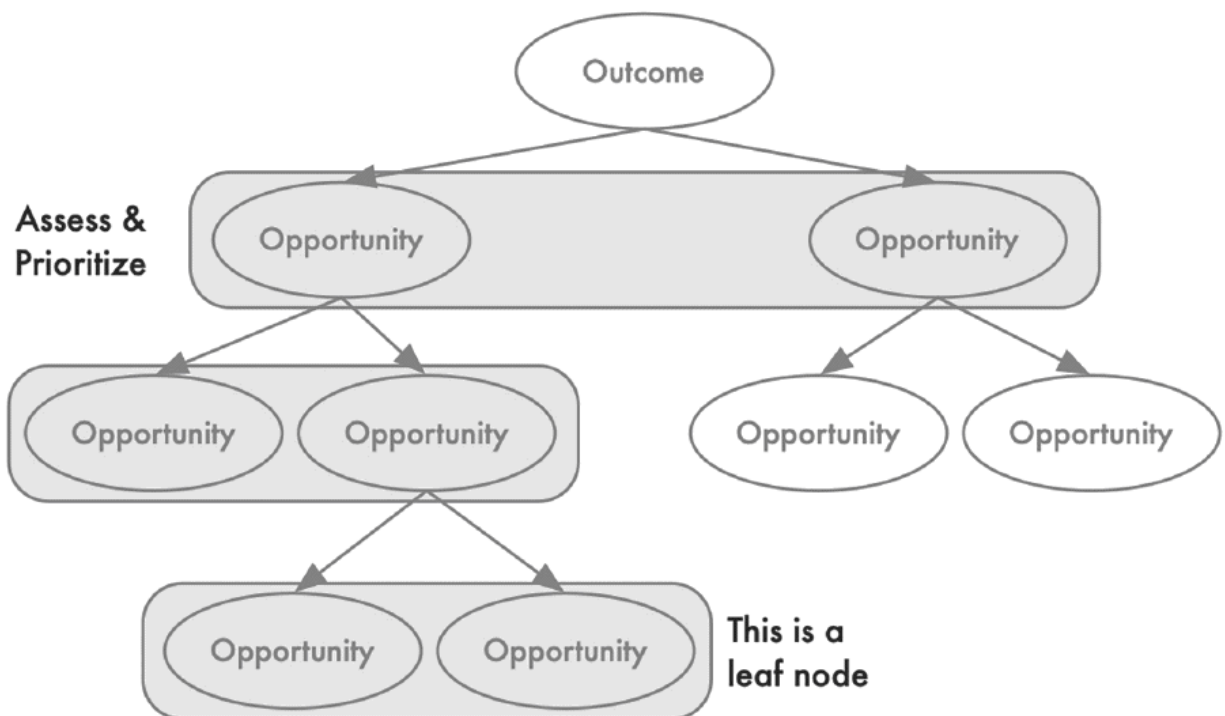 Outcome
Assess &
Prioritize
Opportunity
Opportunity
Opportunity
Opportunity
Opportunity
Opportunity
Opportunity
Opportunity
This is a
leaf node